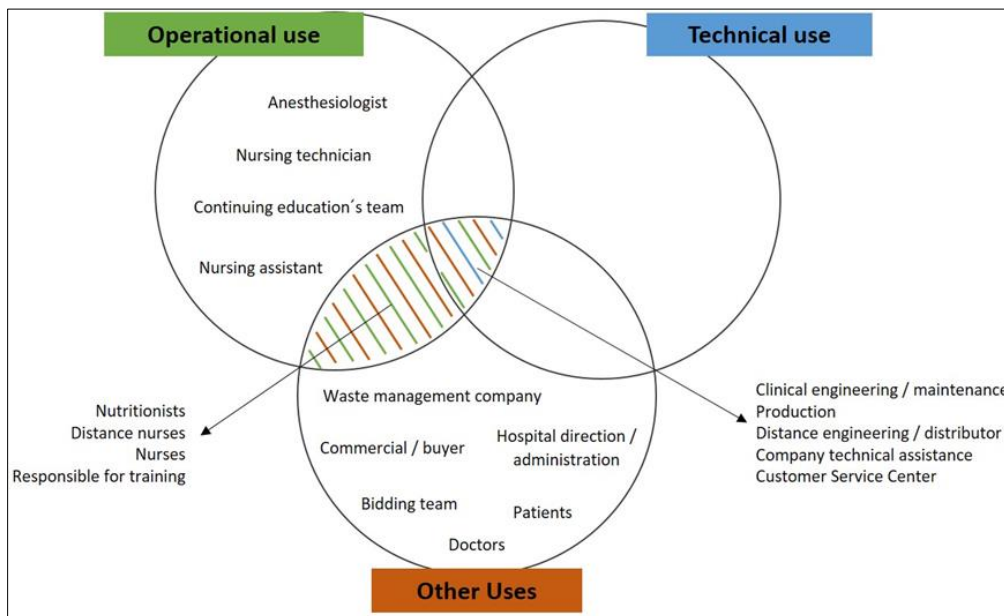 Operational use
Technical use
Anesthesiologist
Nursing technician
Continuing education´s team
Nursing assistant
Nutritionists
Distance nurses
Nurses
Responsible for training
Waste management company
Commercial / buyer
Hospital direction /
administration
Bidding team
Patients
Doctors
Clinical engineering / maintenance
Production
Distance engineering / distributor
Company technical assistance
Customer Service Center
Other Uses